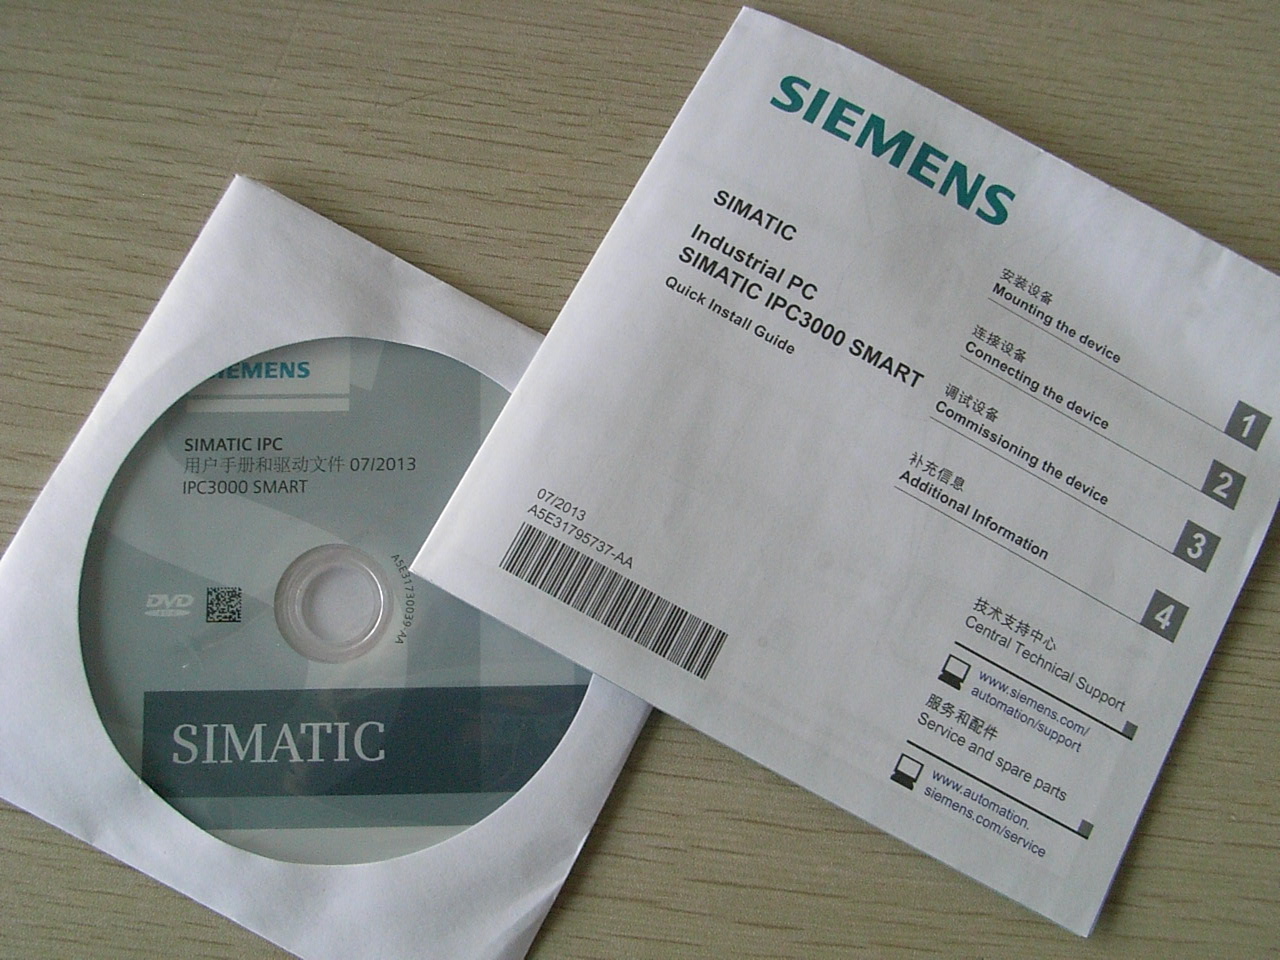 SIEMENS
SIMATIC
Industrial PC
SIMATIC IPC3000 SMART
Quick Install Guide
安装设备
Mounting the device
1
连接设备
Connecting the device
2
调试设备
Commissioning the device
3
补充信息
Additional Information
4
07/2013
A5E31795737-AA
技术支持中心
Central Technical Support
www.siemens.com/
automation/support
服务和配件
Service and spare parts
www.automation.
siemens.com/service
IEMENS
SIMATIC IPC
用户手册和驱动文件 07/2013
IPC3000 SMART
DVD
A5E31730039-AA
SIMATIC